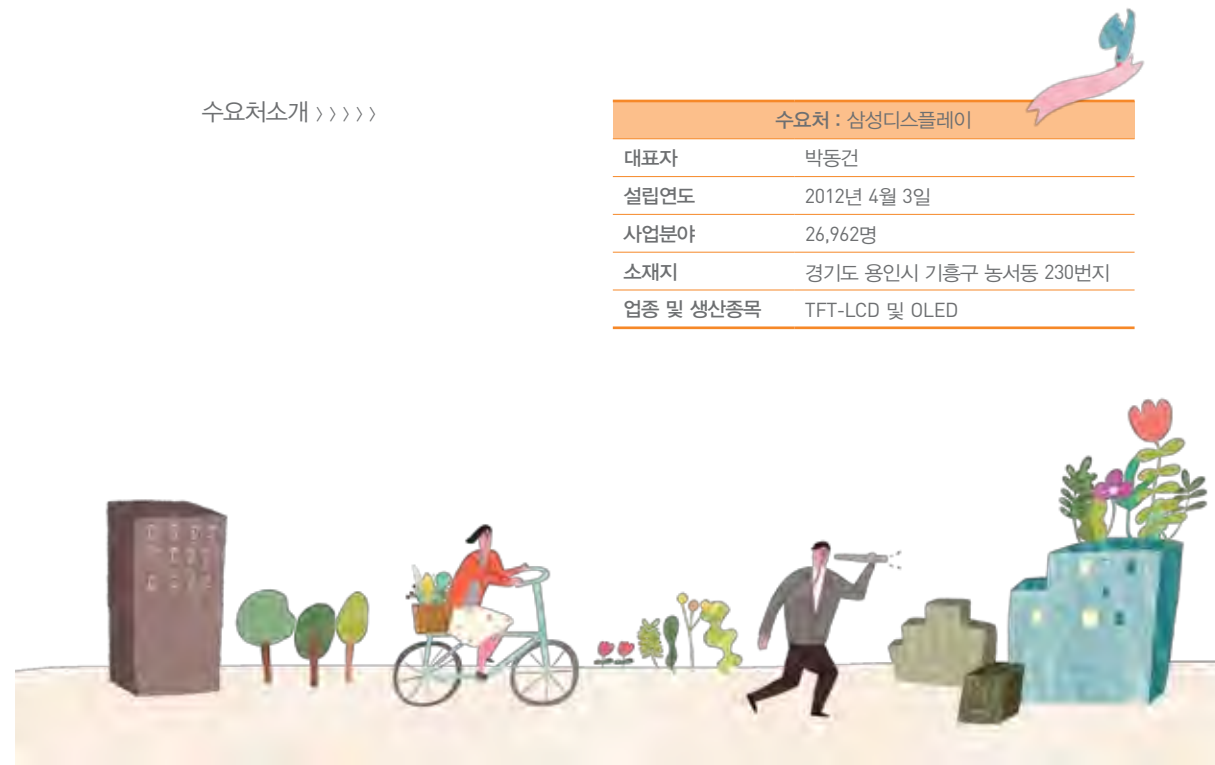 수요처소개 〉〉〉〉〉
수요처 : 삼성디스플레이
대표자 박동건
설립연도 2012년 4월 3일
사업분야 26,962명
소재지 경기도 용인시 기흥구 농서동 230번지
업종 및 생산종목 TFT-LCD 및 OLED